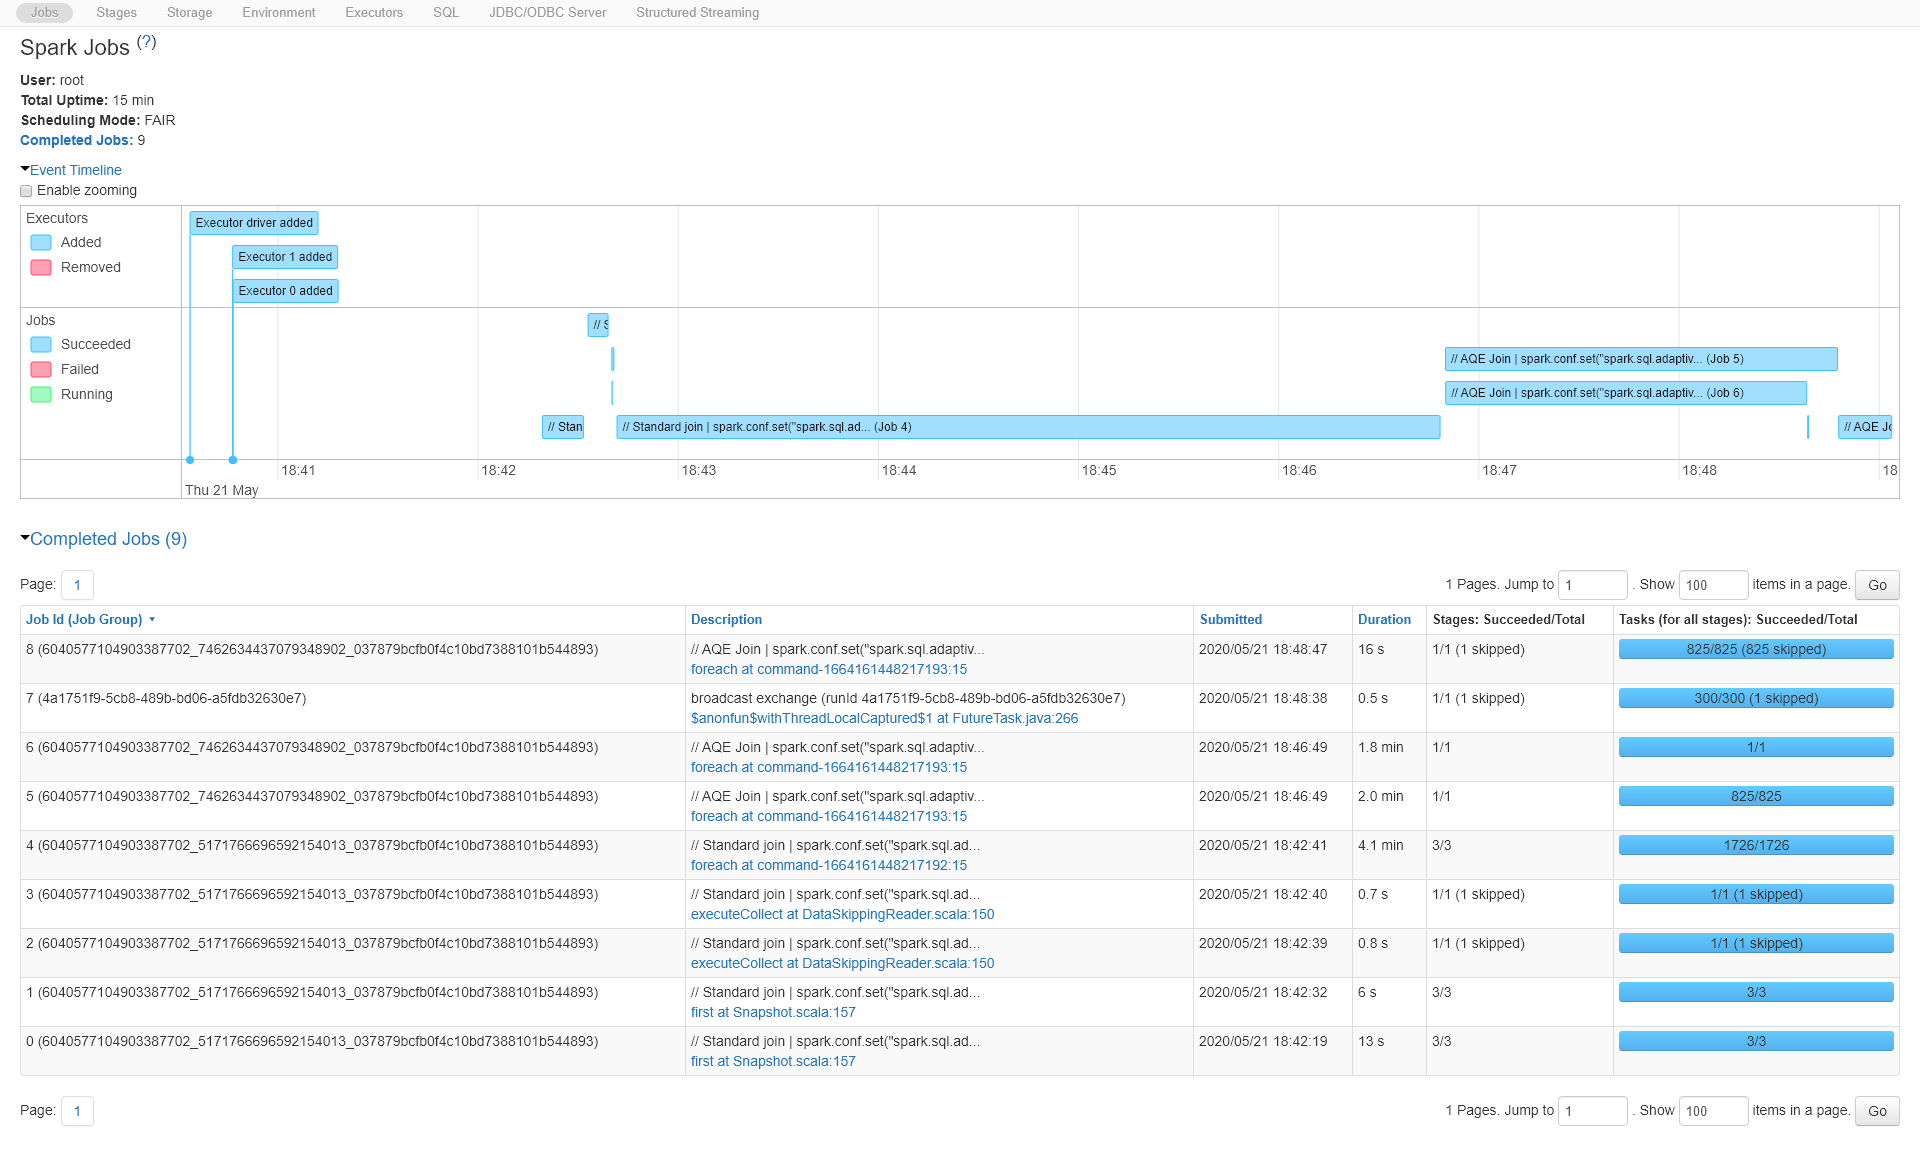 Jobs Stages Storage Environment Executors SQL JDBC/ODBC Server Structured Streaming
Spark Jobs (?)
User: root
Total Uptime: 15 min
Scheduling Mode: FAIR
Completed Jobs: 9
Event Timeline
Enable zooming
Executors
Added
Removed
Executor driver added
Executor 1 added
Executor 0 added
Jobs
Succeeded
Failed
Running
// S
// AQE Join | spark.conf.set("spark.sql.adaptiv... (Job 5)
// AQE Join | spark.conf.set("spark.sql.adaptiv... (Job 6)
// Stan
// Standard join | spark.conf.set("spark.sql.ad... (Job 4)
// AQE Jo
18:41 18:42 18:43 18:44 18:45 18:46 18:47 18:48 18
Thu 21 May
Completed Jobs (9)
Page: 1 1 Pages. Jump to 1 . Show 100 items in a page. Go
Job Id (Job Group) Description Submitted Duration Stages: Succeeded/Total Tasks (for all stages): Succeeded/Total
8 (6040577104903387702_7462634437079348902_037879bcfb0f4c10bd7388101b544893) // AQE Join | spark.conf.set("spark.sql.adaptiv... 2020/05/21 18:48:47 16 s 1/1 (1 skipped) 825/825 (825 skipped)
foreach at command-1664161448217193:15
7 (4a1751f9-5cb8-489b-bd06-a5fdb32630e7) broadcast exchange (runId 4a1751f9-5cb8-489b-bd06-a5fdb32630e7) 2020/05/21 18:48:38 0.5 s 1/1 (1 skipped) 300/300 (1 skipped)
$anonfun$withThreadLocalCaptured$1 at FutureTask.java:266
6 (6040577104903387702_7462634437079348902_037879bcfb0f4c10bd7388101b544893) // AQE Join | spark.conf.set("spark.sql.adaptiv... 2020/05/21 18:46:49 1.8 min 1/1 1/1
foreach at command-1664161448217193:15
5 (6040577104903387702_7462634437079348902_037879bcfb0f4c10bd7388101b544893) // AQE Join | spark.conf.set("spark.sql.adaptiv... 2020/05/21 18:46:49 2.0 min 1/1 825/825
foreach at command-1664161448217193:15
4 (6040577104903387702_5171766696592154013_037879bcfb0f4c10bd7388101b544893) // Standard join | spark.conf.set("spark.sql.ad... 2020/05/21 18:42:41 4.1 min 3/3 1726/1726
foreach at command-1664161448217192:15
3 (6040577104903387702_5171766696592154013_037879bcfb0f4c10bd7388101b544893) // Standard join | spark.conf.set("spark.sql.ad... 2020/05/21 18:42:40 0.7 s 1/1 (1 skipped) 1/1 (1 skipped)
executeCollect at DataSkippingReader.scala:150
2 (6040577104903387702_5171766696592154013_037879bcfb0f4c10bd7388101b544893) // Standard join | spark.conf.set("spark.sql.ad... 2020/05/21 18:42:39 0.8 s 1/1 (1 skipped) 1/1 (1 skipped)
executeCollect at DataSkippingReader.scala:150
1 (6040577104903387702_5171766696592154013_037879bcfb0f4c10bd7388101b544893) // Standard join | spark.conf.set("spark.sql.ad... 2020/05/21 18:42:32 6 s 3/3 3/3
first at Snapshot.scala:157
0 (6040577104903387702_5171766696592154013_037879bcfb0f4c10bd7388101b544893) // Standard join | spark.conf.set("spark.sql.ad... 2020/05/21 18:42:19 13 s 3/3 3/3
first at Snapshot.scala:157
Page: 1 1 Pages. Jump to 1 . Show 100 items in a page. Go